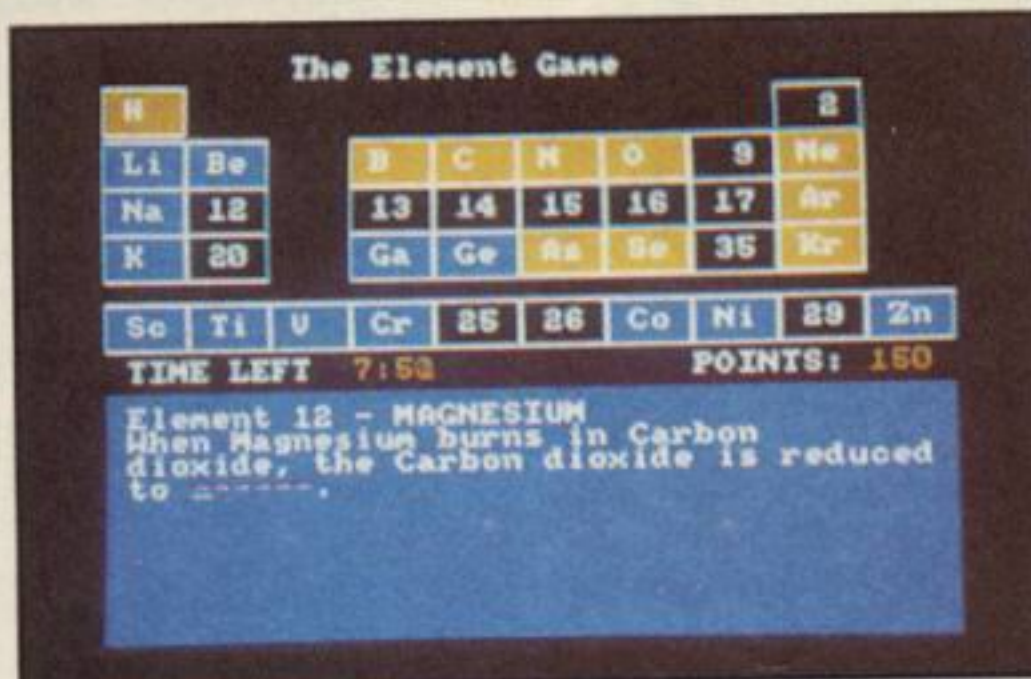 The Element Game
H 2
Li Be B C N O 9 Ne
Na 12 13 14 15 16 17 Ar
K 20 Ga Ge As Se 35 Kr
Sc Ti V Cr 25 26 Co Ni 29 Zn
TIME LEFT POINTS: 150
Element 12 - MAGNESIUM
When Magnesium burns in Carbon
dioxide, the Carbon dioxide is reduced
to ------.